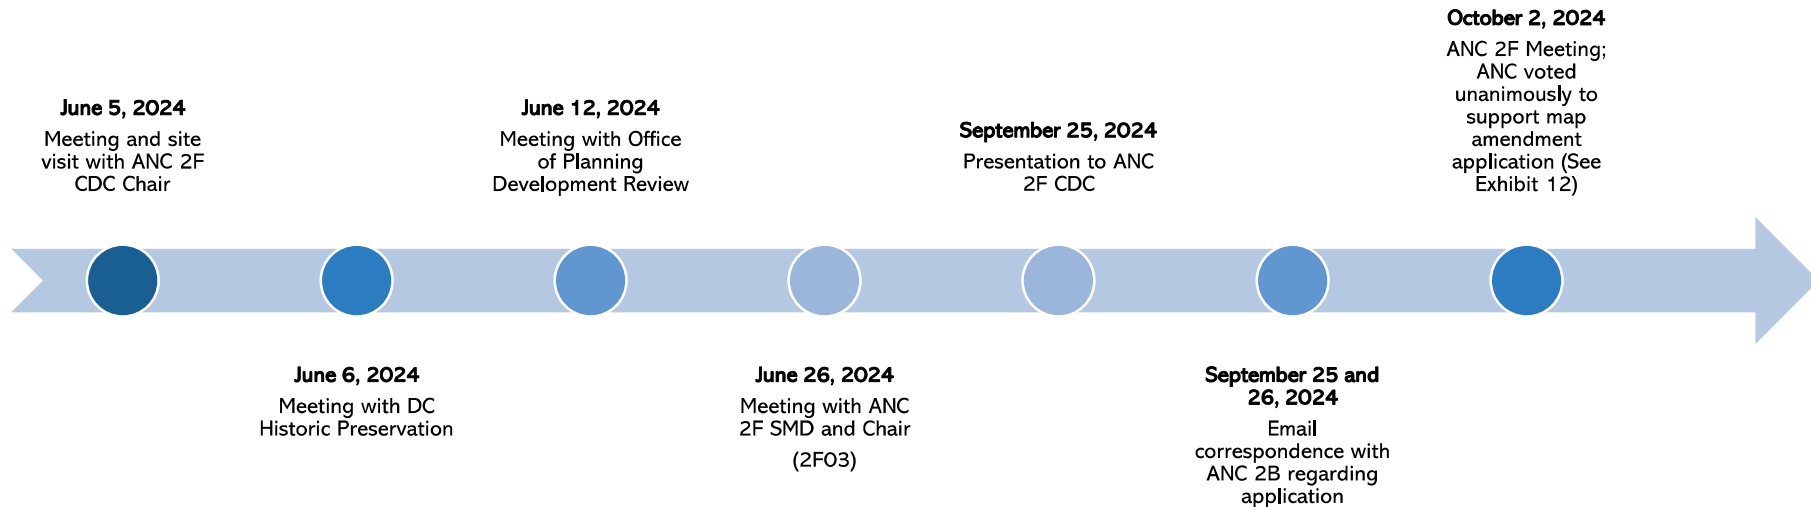 June 5, 2024
Meeting and site
visit with ANC 2F
CDC Chair
June 6, 2024
Meeting with DC
Historic Preservation
June 12, 2024
Meeting with Office
of Planning
Development Review
June 26, 2024
Meeting with ANC
2F SMD and Chair
(2F03)
September 25, 2024
Presentation to ANC
2F CDC
September 25 and
26, 2024
Email
correspondence with
ANC 2B regarding
application
October 2, 2024
ANC 2F Meeting;
ANC voted
unanimously to
support map
amendment
application (See
Exhibit 12)